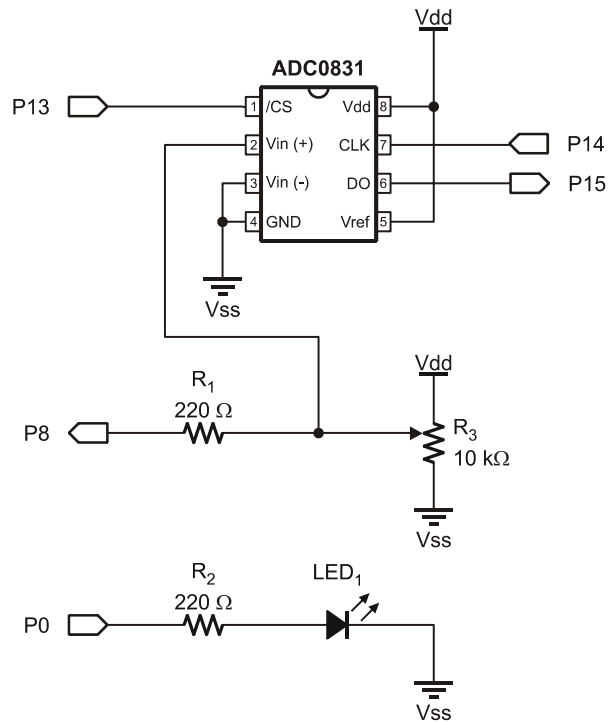 Vdd
ADC0831
P13
1 /CS Vdd 8
2 Vin (+) CLK 7
P14
3 Vin (-) DO 6
P15
4 GND Vref 5
Vss
Vdd
R1
220 Ω
P8
R3
10 kΩ
Vss
R2
220 Ω
LED1
P0
Vss